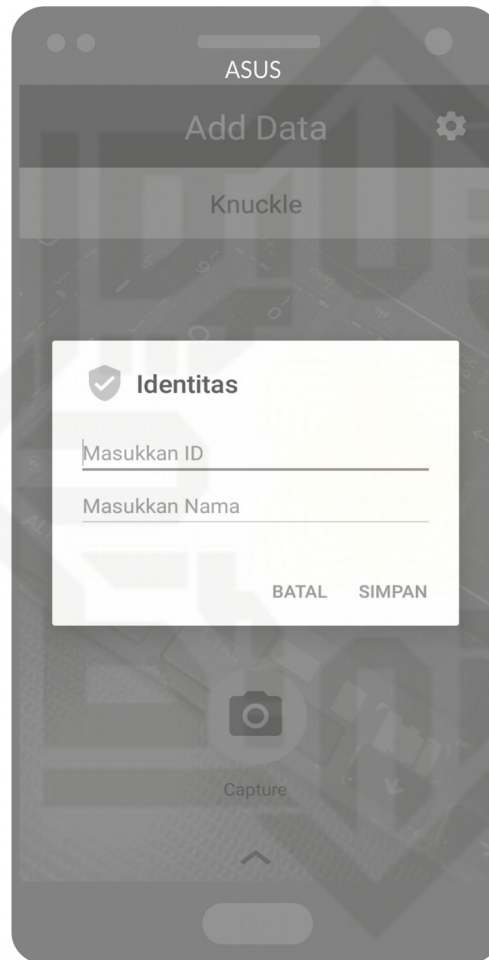 ASUS
Add Data
Knuckle
Identitas
Masukkan ID
Masukkan Nama
BATAL SIMPAN
Capture